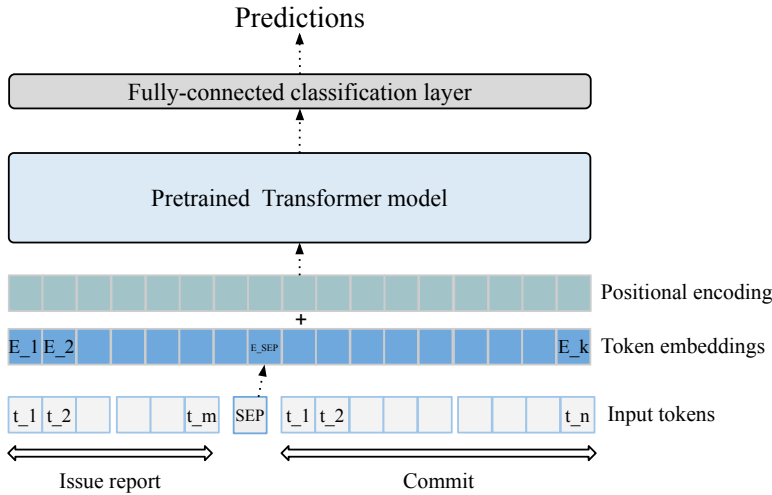 Predictions
Fully-connected classification layer
Pretrained Transformer model
Positional encoding
+
E_1 E_2 E_SEP E_k Token embeddings
t_1 t_2 t_m SEP t_1 t_2 t_n Input tokens
Issue report Commit